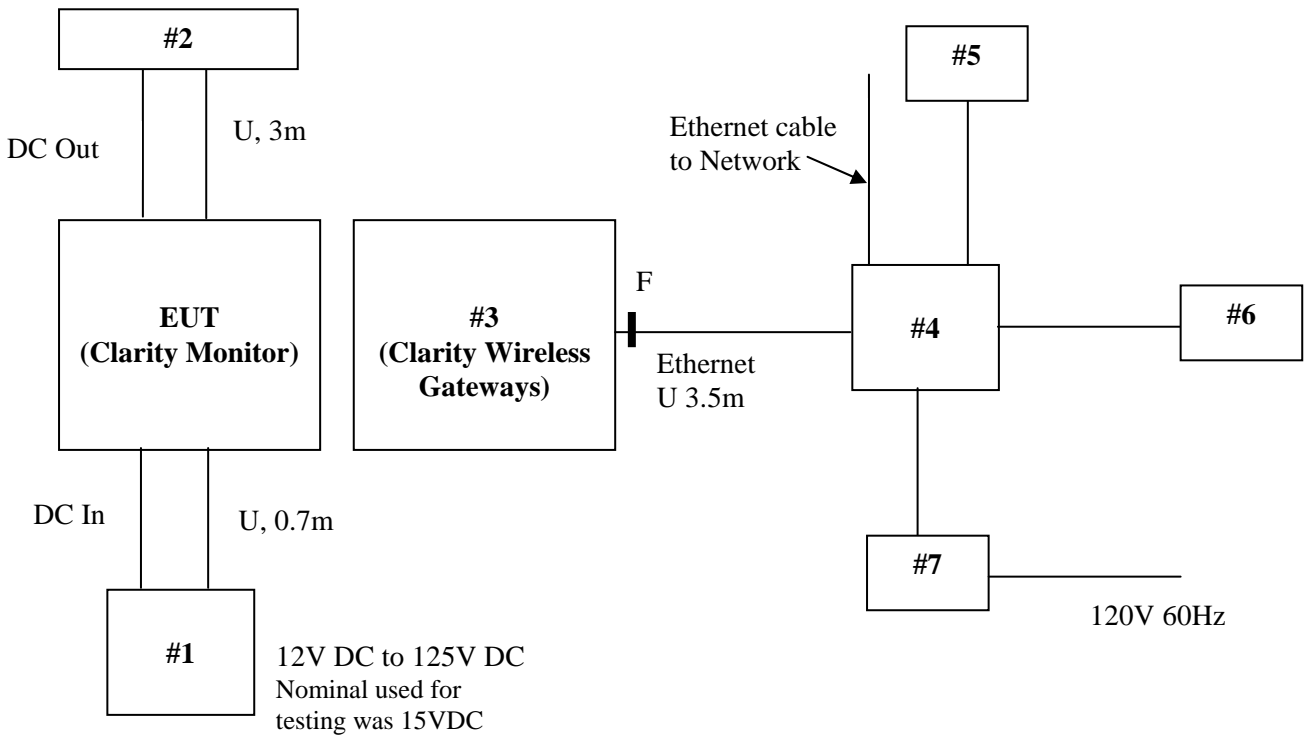 #2
DC Out
U, 3m
EUT
(Clarity Monitor)
DC In
U, 0.7m
#1
12V DC to 125V DC
Nominal used for
testing was 15VDC
#3
(Clarity Wireless
Gateways)
F
Ethernet
U 3.5m
Ethernet cable
to Network
#5
#4
#6
#7
120V 60Hz